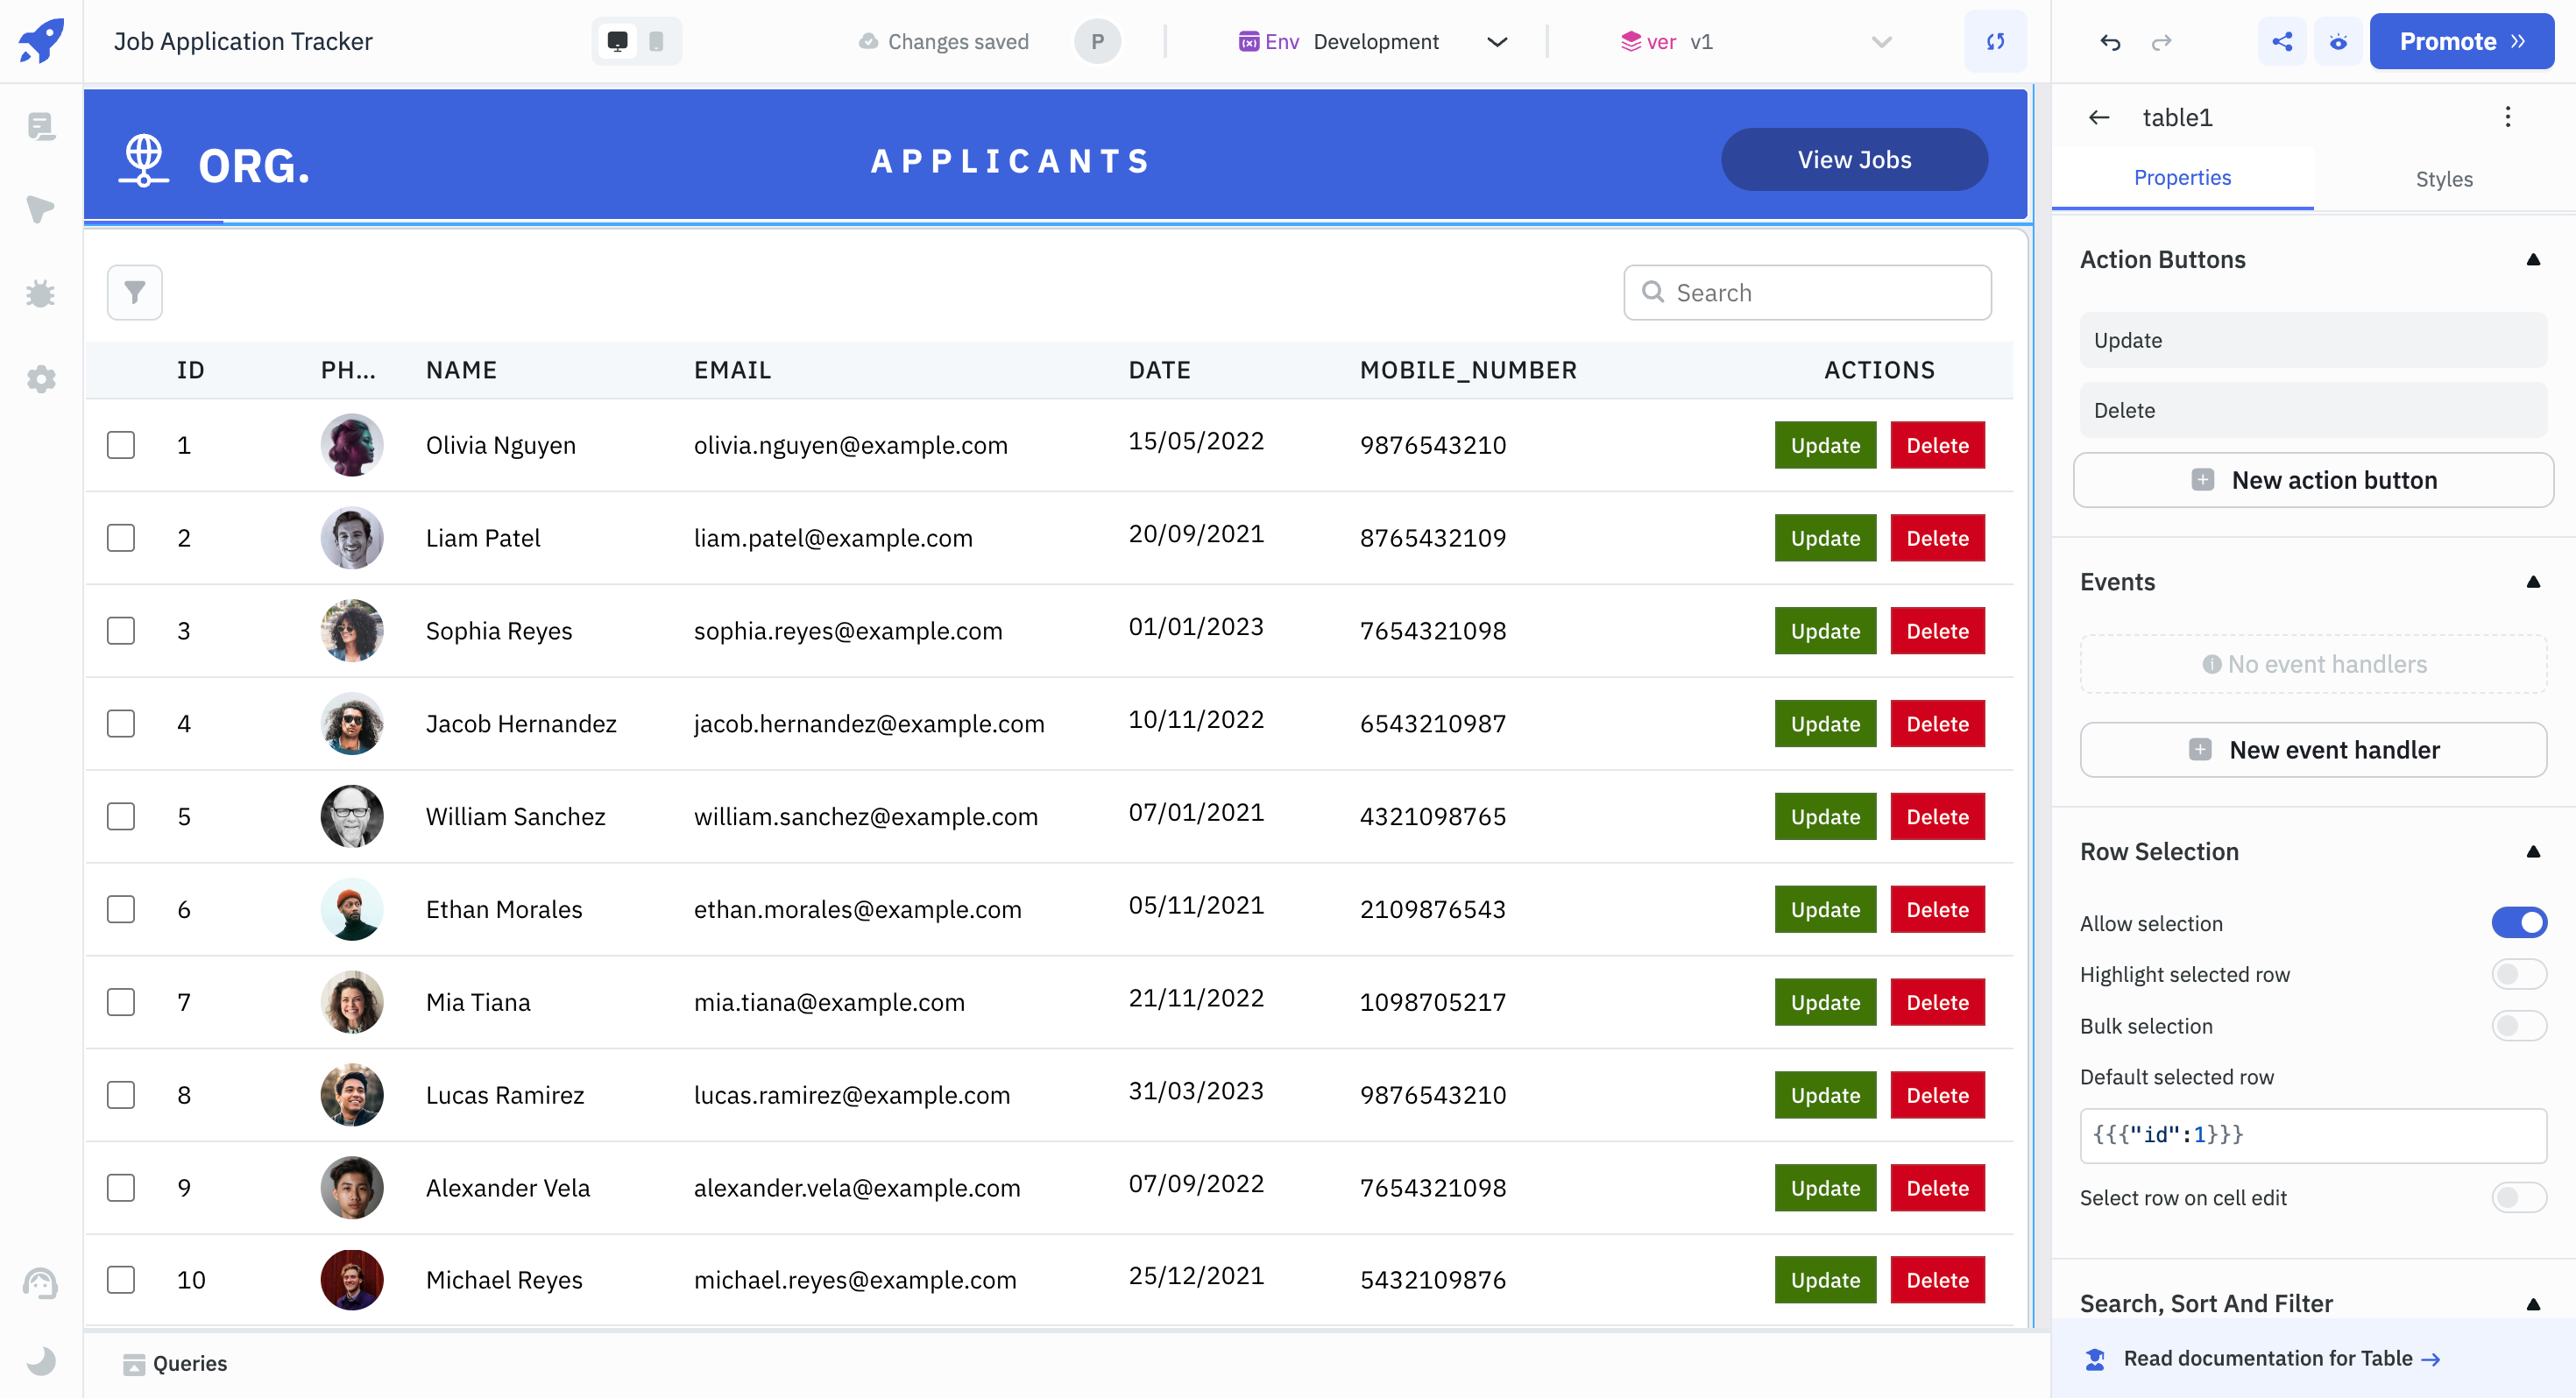 Job Application Tracker
Changes saved
P
Env Development
ver v1
Promote
ORG.
APPLICANTS
View Jobs
Search
ID PH... NAME EMAIL DATE MOBILE_NUMBER ACTIONS
1 Olivia Nguyen olivia.nguyen@example.com 15/05/2022 9876543210 Update Delete
2 Liam Patel liam.patel@example.com 20/09/2021 8765432109 Update Delete
3 Sophia Reyes sophia.reyes@example.com 01/01/2023 7654321098 Update Delete
4 Jacob Hernandez jacob.hernandez@example.com 10/11/2022 6543210987 Update Delete
5 William Sanchez william.sanchez@example.com 07/01/2021 4321098765 Update Delete
6 Ethan Morales ethan.morales@example.com 05/11/2021 2109876543 Update Delete
7 Mia Tiana mia.tiana@example.com 21/11/2022 1098705217 Update Delete
8 Lucas Ramirez lucas.ramirez@example.com 31/03/2023 9876543210 Update Delete
9 Alexander Vela alexander.vela@example.com 07/09/2022 7654321098 Update Delete
10 Michael Reyes michael.reyes@example.com 25/12/2021 5432109876 Update Delete
Queries
table1
Properties Styles
Action Buttons
Update
Delete
New action button
Events
No event handlers
New event handler
Row Selection
Allow selection
Highlight selected row
Bulk selection
Default selected row
{{{"id":1}}}
Select row on cell edit
Search, Sort And Filter
Read documentation for Table →